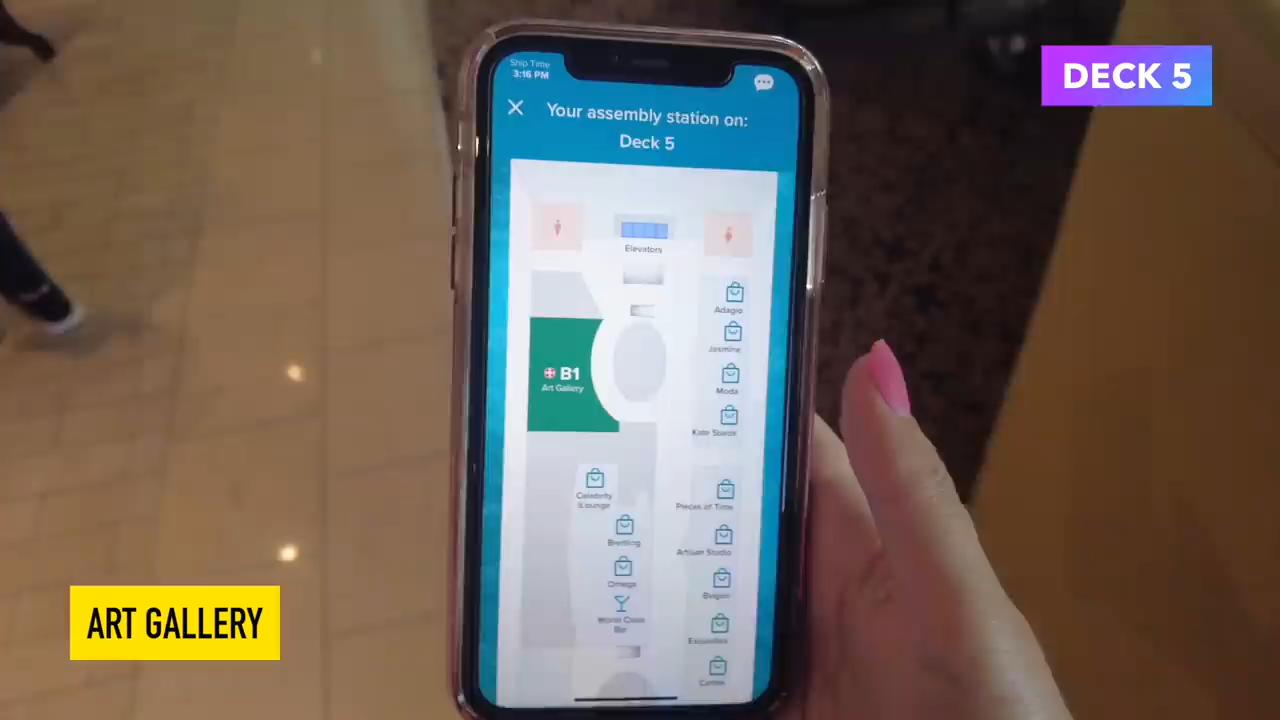 DECK 5
Ship Time
3:16 PM
Your assembly station on:
Deck 5
Elevators
Adagio
Jasmine
Moda
Kate Spade
B1
Art Gallery
Celebrity
iLounge
Pieces of Time
Breitling
Artisan Studio
Omega
Bvlgari
World Class
Bar
Exquisites
Cartier
ART GALLERY